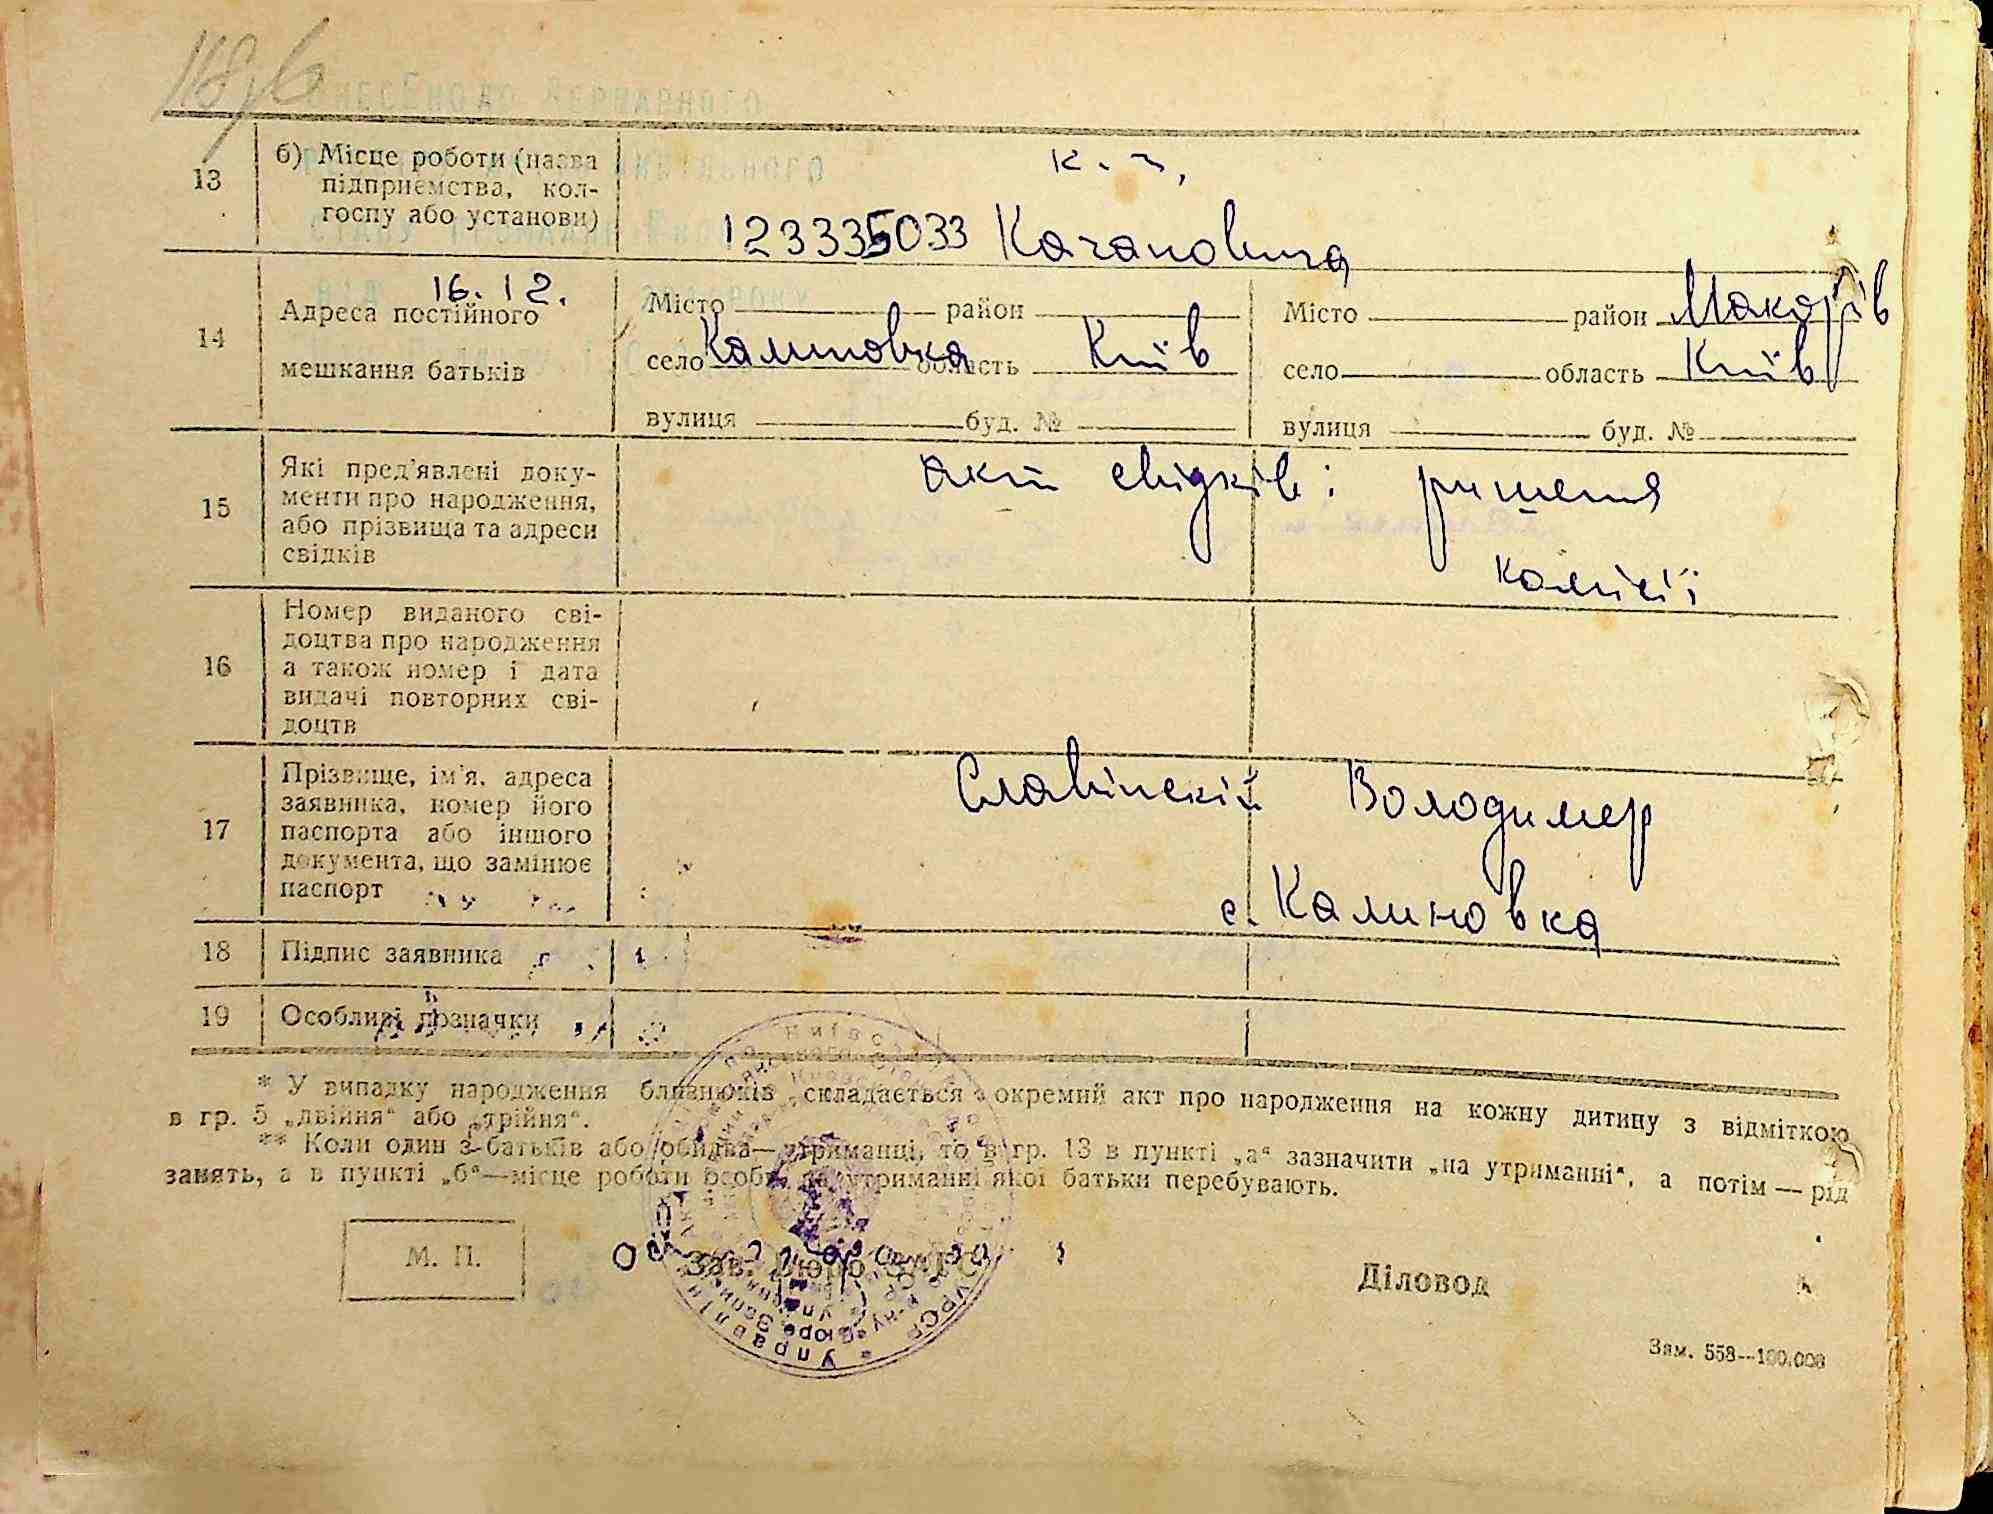 118
13
б) Місце роботи (назва
підприємства, кол-
госпу або установи)
к. г,
123335033 Кагановича
14
16.12.
Адреса постійного
мешкання батьків
Місто район
село Калиновка область Київ
вулиця буд. №
Місто район Макорів
село область Київ
вулиця буд. №
15
Які пред'явлені доку-
менти про народження,
або прізвища та адреси
свідків
акт свідків і ришення
комісії
16
Номер виданого сві-
доцтва про народження
а також номер і дата
видачі повторних сві-
доцтв
17
Прізвище, ім'я, адреса
заявника, номер його
паспорта або іншого
документа, що замінює
паспорт
Славінскій Володимер
с. Калиновка
18 Підпис заявника
19 Особливі позначки
* У випадку народження близнюків складається окремий акт про народження на кожну дитину з відміткою
в гр. 5 „двійня“ або „трійня“.
** Коли один з батьків або обидва—утриманці, то в гр. 13 в пункті „а“ зазначити „на утриманні“, а потім — рід
занять, а в пункті „б“—місце роботи особи, на утриманні якої батьки перебувають.
М. П.
Зав. Бюро ЗАГС
Діловод
Зам. 558—100.000